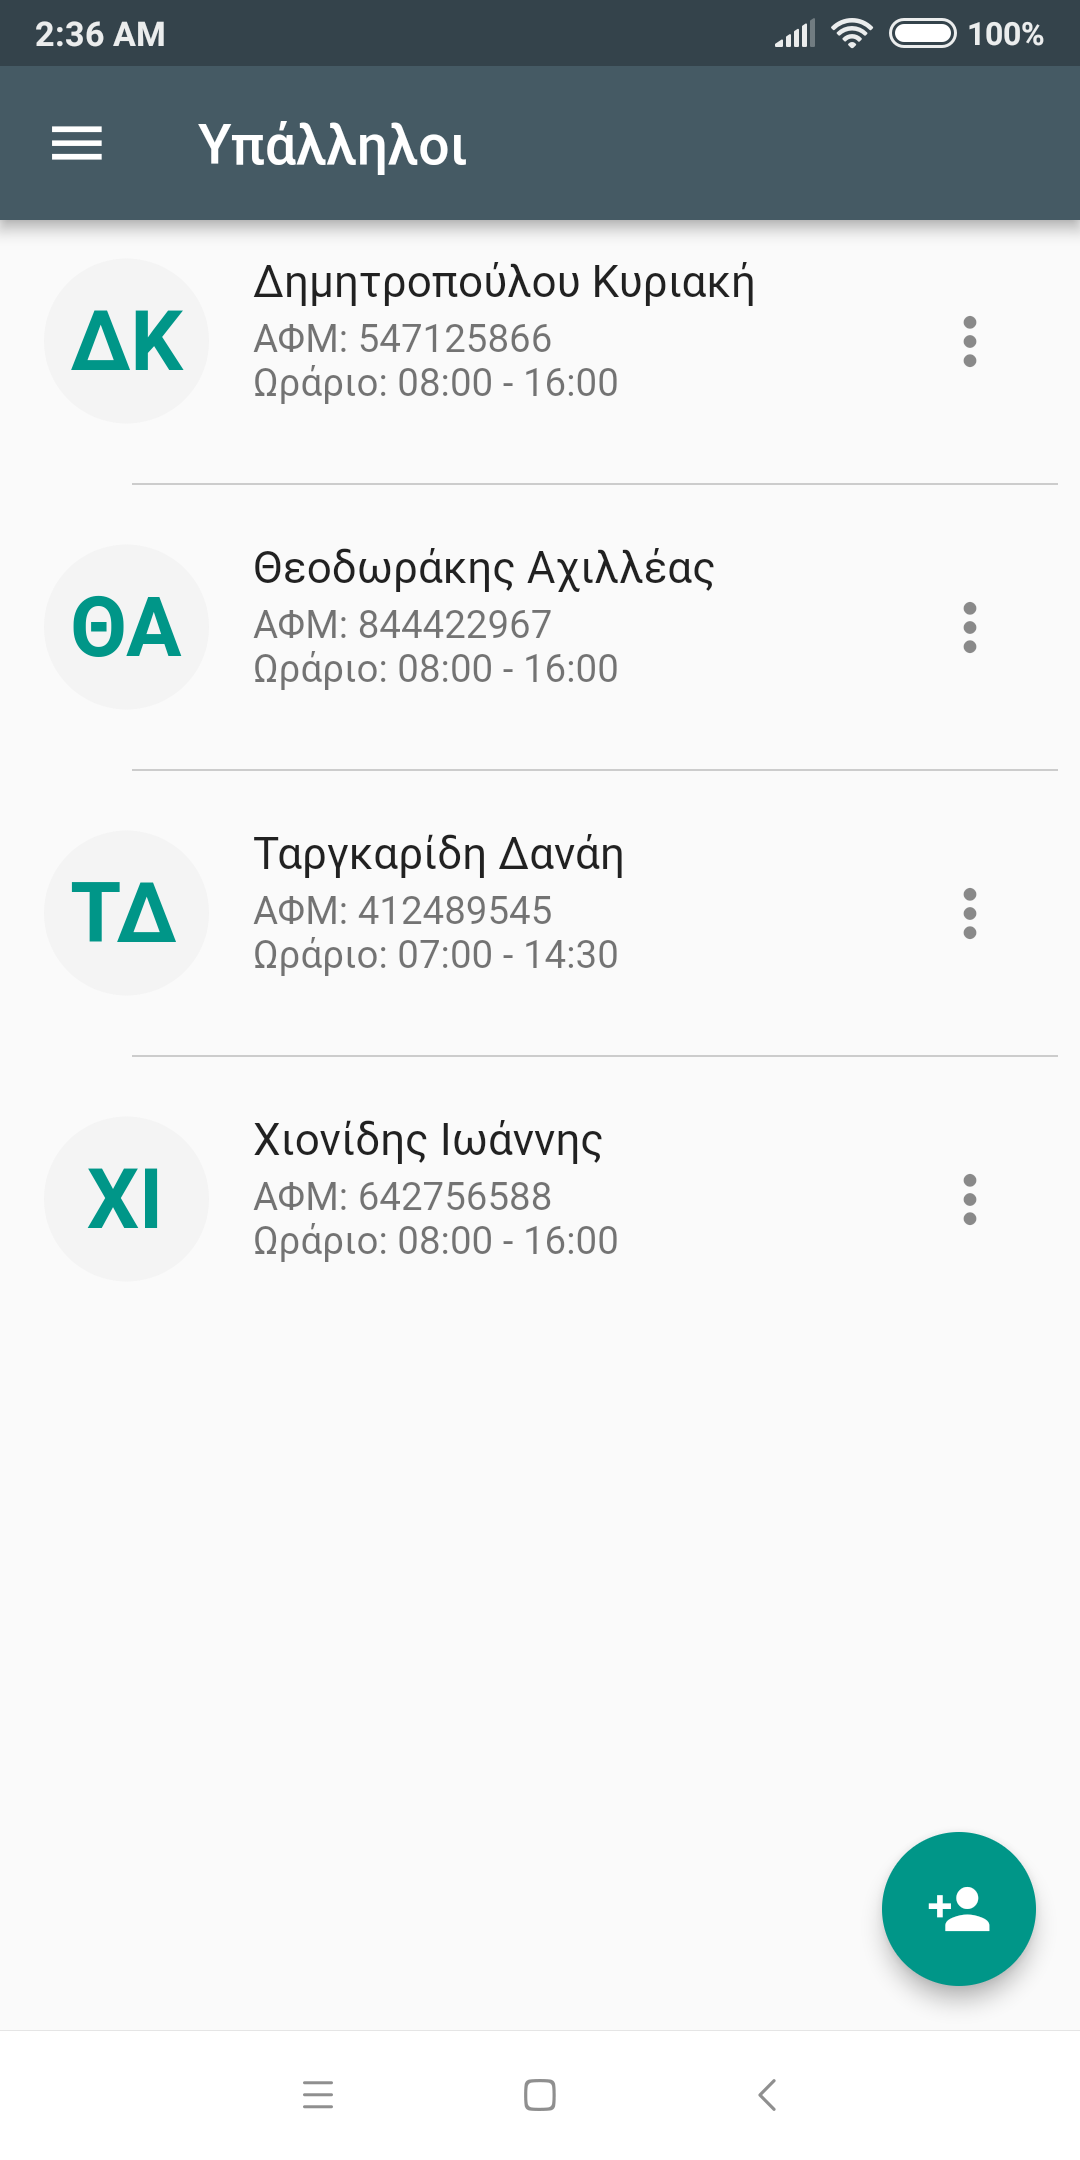 2:36 AM 100%
Υπάλληλοι
ΔΚ
Δημητροπούλου Κυριακή
ΑΦΜ: 547125866
Ωράριο: 08:00 - 16:00
ΘΑ
Θεοδωράκης Αχιλλέας
ΑΦΜ: 844422967
Ωράριο: 08:00 - 16:00
ΤΔ
Ταργκαρίδη Δανάη
ΑΦΜ: 412489545
Ωράριο: 07:00 - 14:30
ΧΙ
Χιονίδης Ιωάννης
ΑΦΜ: 642756588
Ωράριο: 08:00 - 16:00